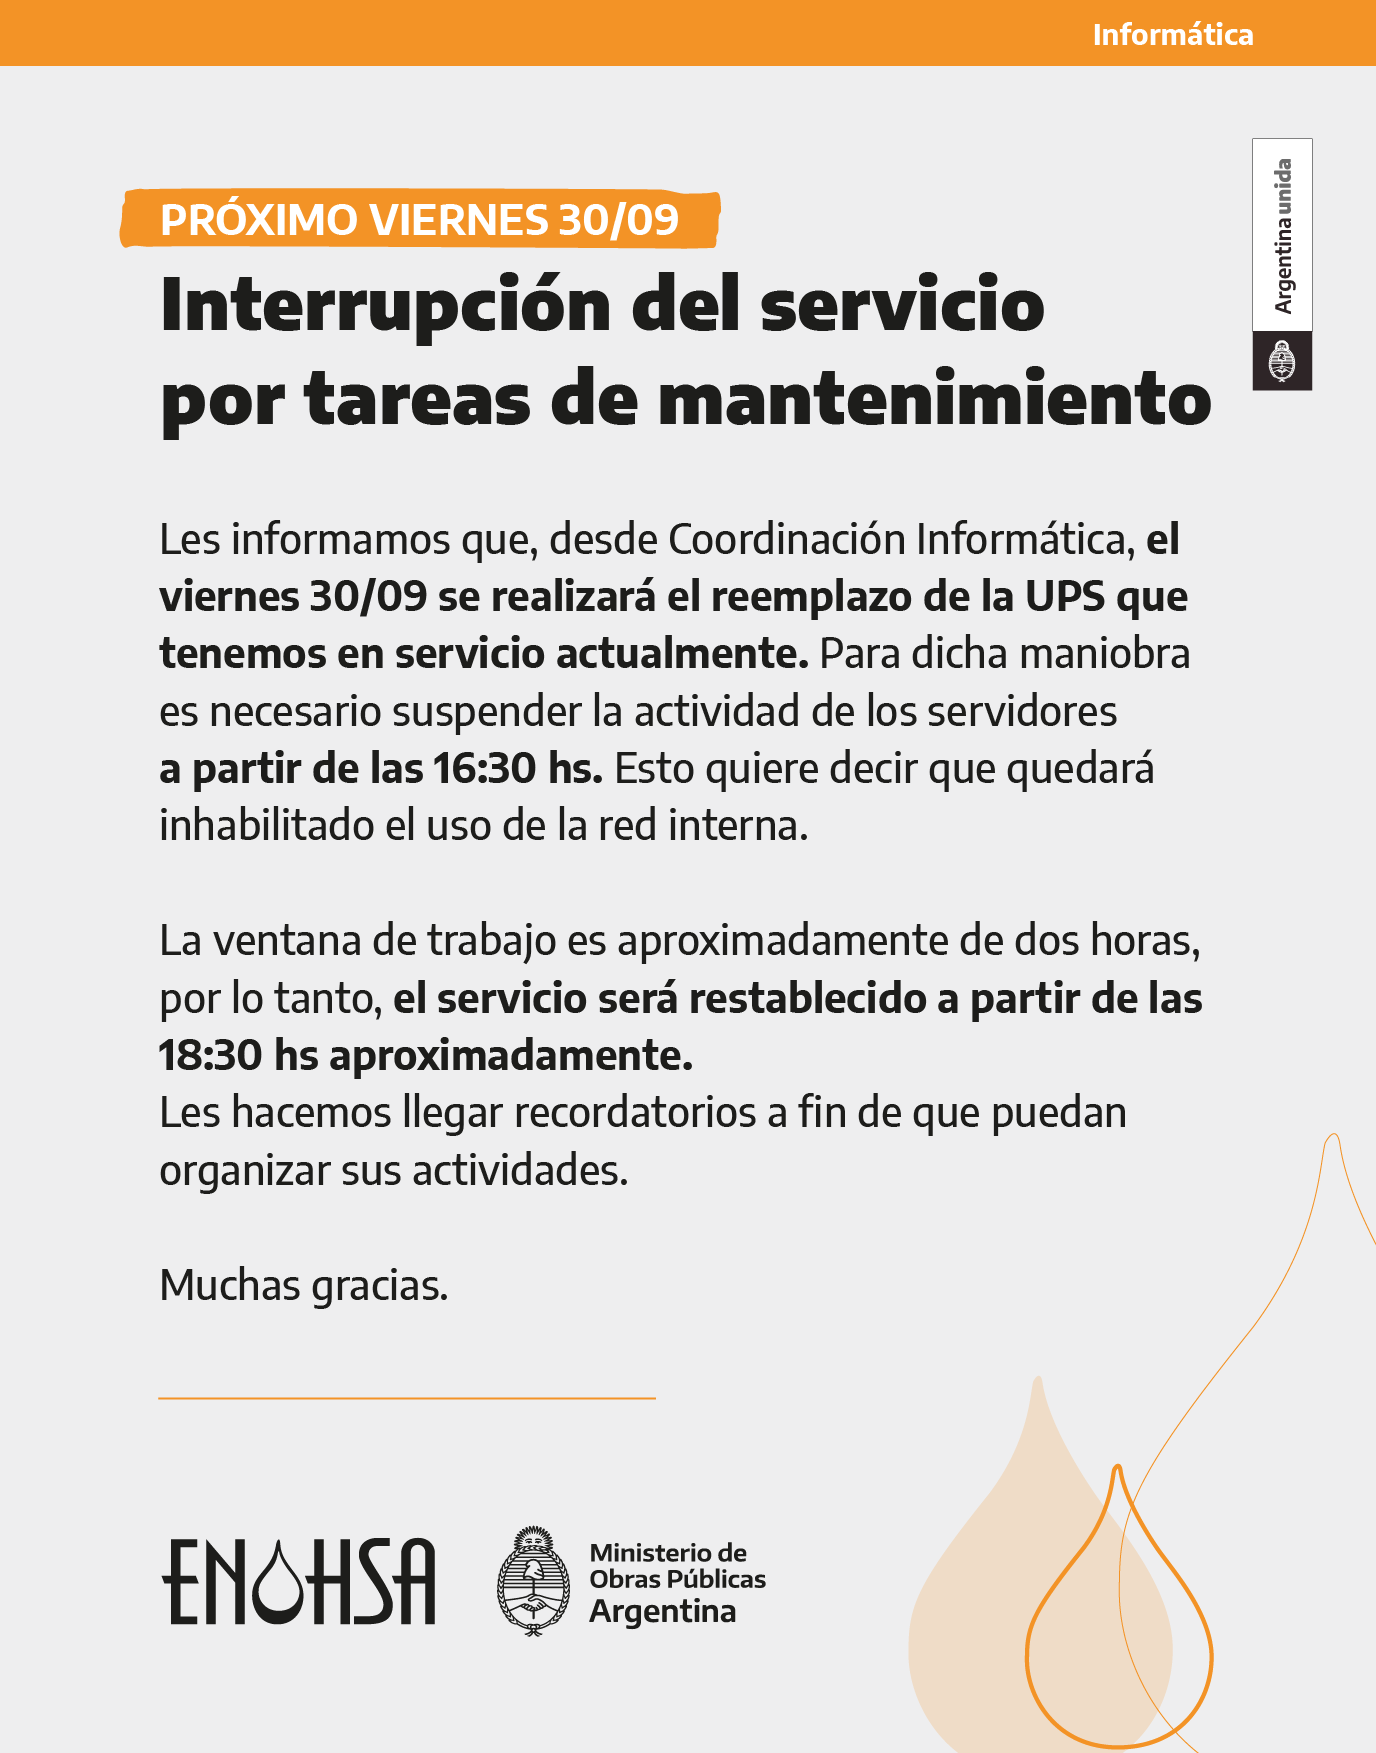 Informática
Argentina unida
PRÓXIMO VIERNES 30/09
Interrupción del servicio
por tareas de mantenimiento
Les informamos que, desde Coordinación Informática, el
viernes 30/09 se realizará el reemplazo de la UPS que
tenemos en servicio actualmente. Para dicha maniobra
es necesario suspender la actividad de los servidores
a partir de las 16:30 hs. Esto quiere decir que quedará
inhabilitado el uso de la red interna.
La ventana de trabajo es aproximadamente de dos horas,
por lo tanto, el servicio será restablecido a partir de las
18:30 hs aproximadamente.
Les hacemos llegar recordatorios a fin de que puedan
organizar sus actividades.
Muchas gracias.
ENOHSA
Ministerio de
Obras Públicas
Argentina